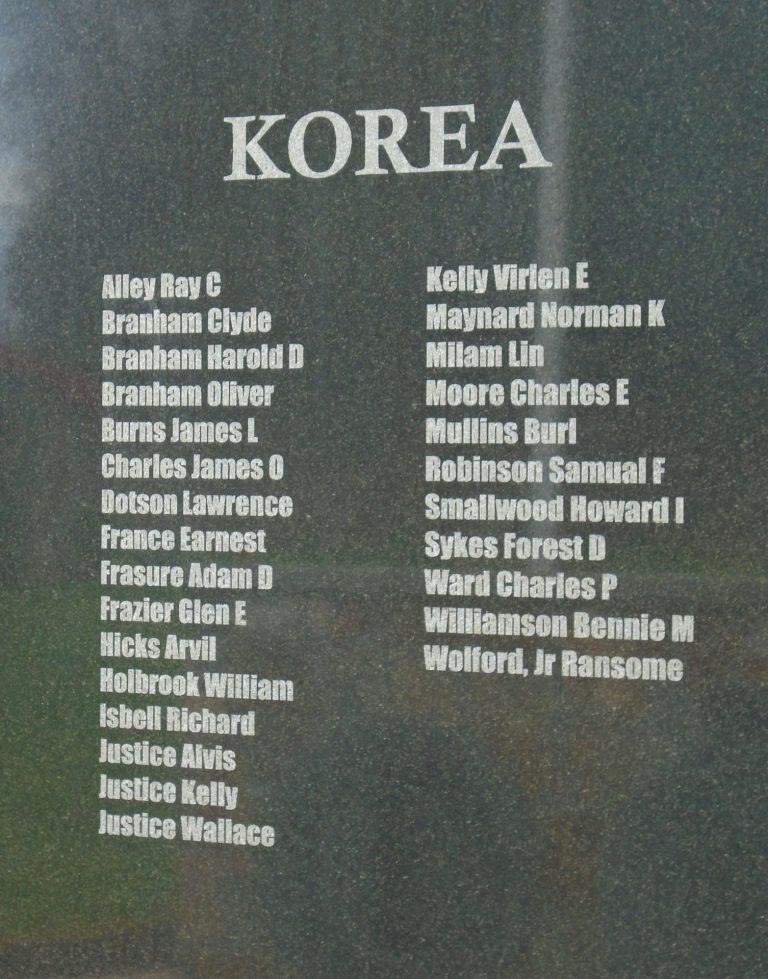 KOREA
Alley Ray C
Branham Clyde
Branham Harold D
Branham Oliver
Burns James L
Charles James O
Dotson Lawrence
France Earnest
Frasure Adam D
Frazier Glen E
Hicks Arvil
Holbrook William
Isbell Richard
Justice Alvis
Justice Kelly
Justice Wallace
Kelly Virlen E
Maynard Norman K
Milam Lin
Moore Charles E
Mullins Burl
Robinson Samual F
Smallwood Howard I
Sykes Forest D
Ward Charles P
Williamson Bennie M
Wolford, Jr Ransome